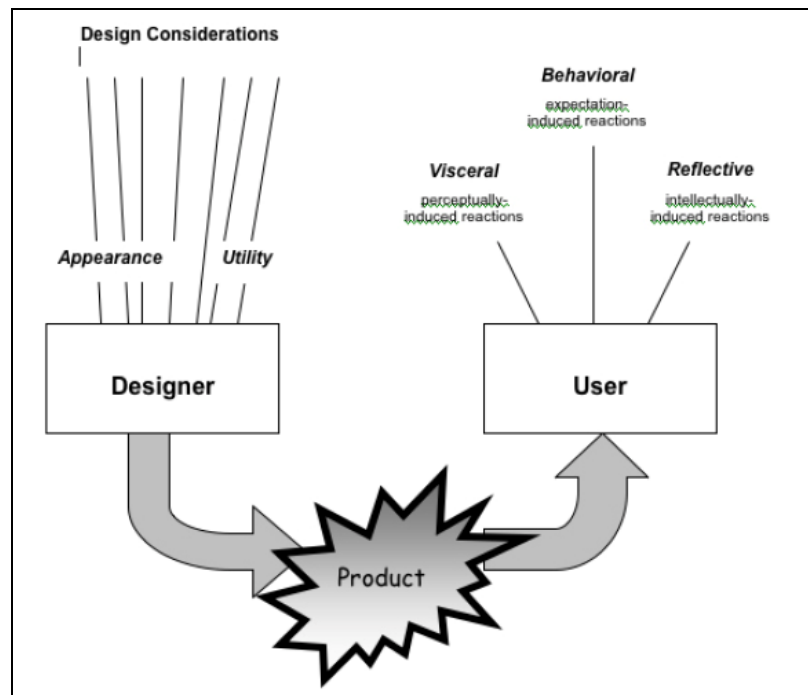 Design Considerations
Appearance
Utility
Designer
Behavioral
expectation-
induced reactions
Visceral
perceptually-
induced reactions
Reflective
intellectually-
induced reactions
User
Product